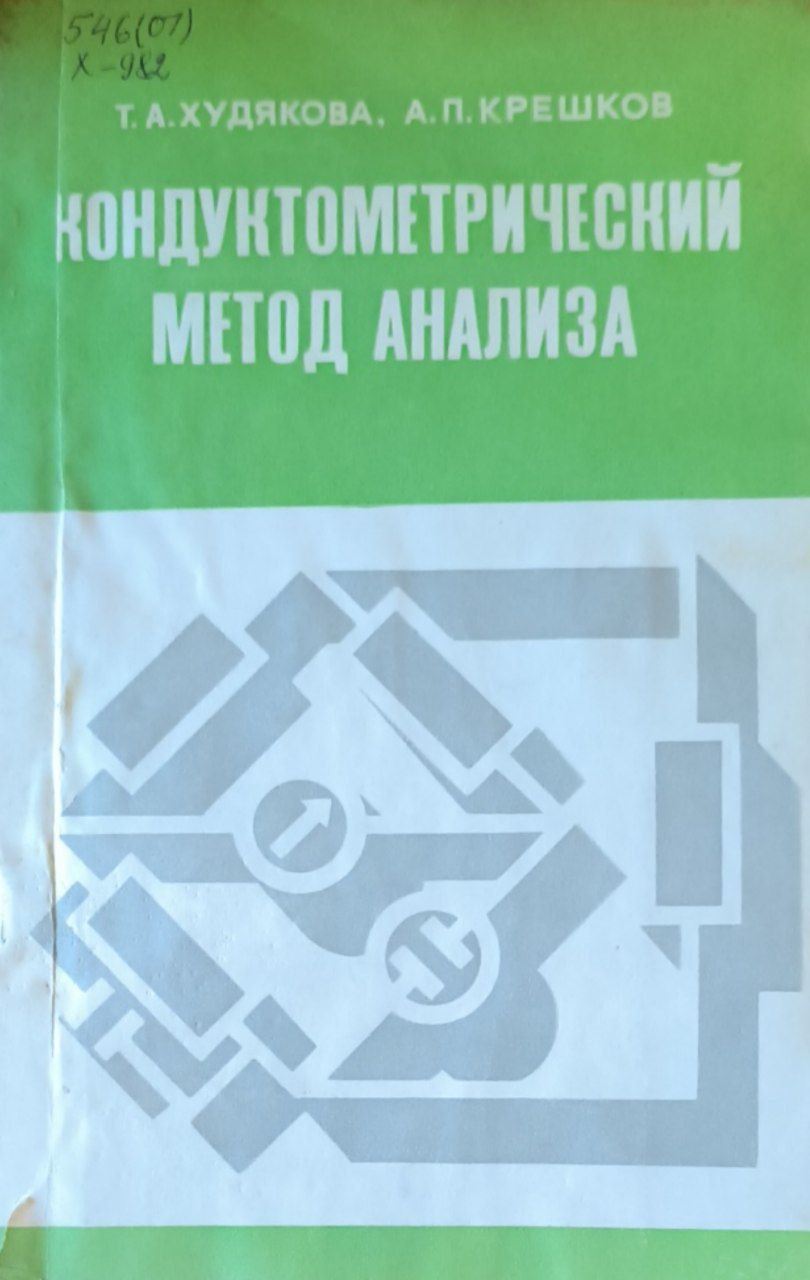 546(07)
Х-982
Т. А. ХУДЯКОВА, А. П. КРЕШКОВ
КОНДУКТОМЕТРИЧЕСКИЙ
МЕТОД АНАЛИЗА